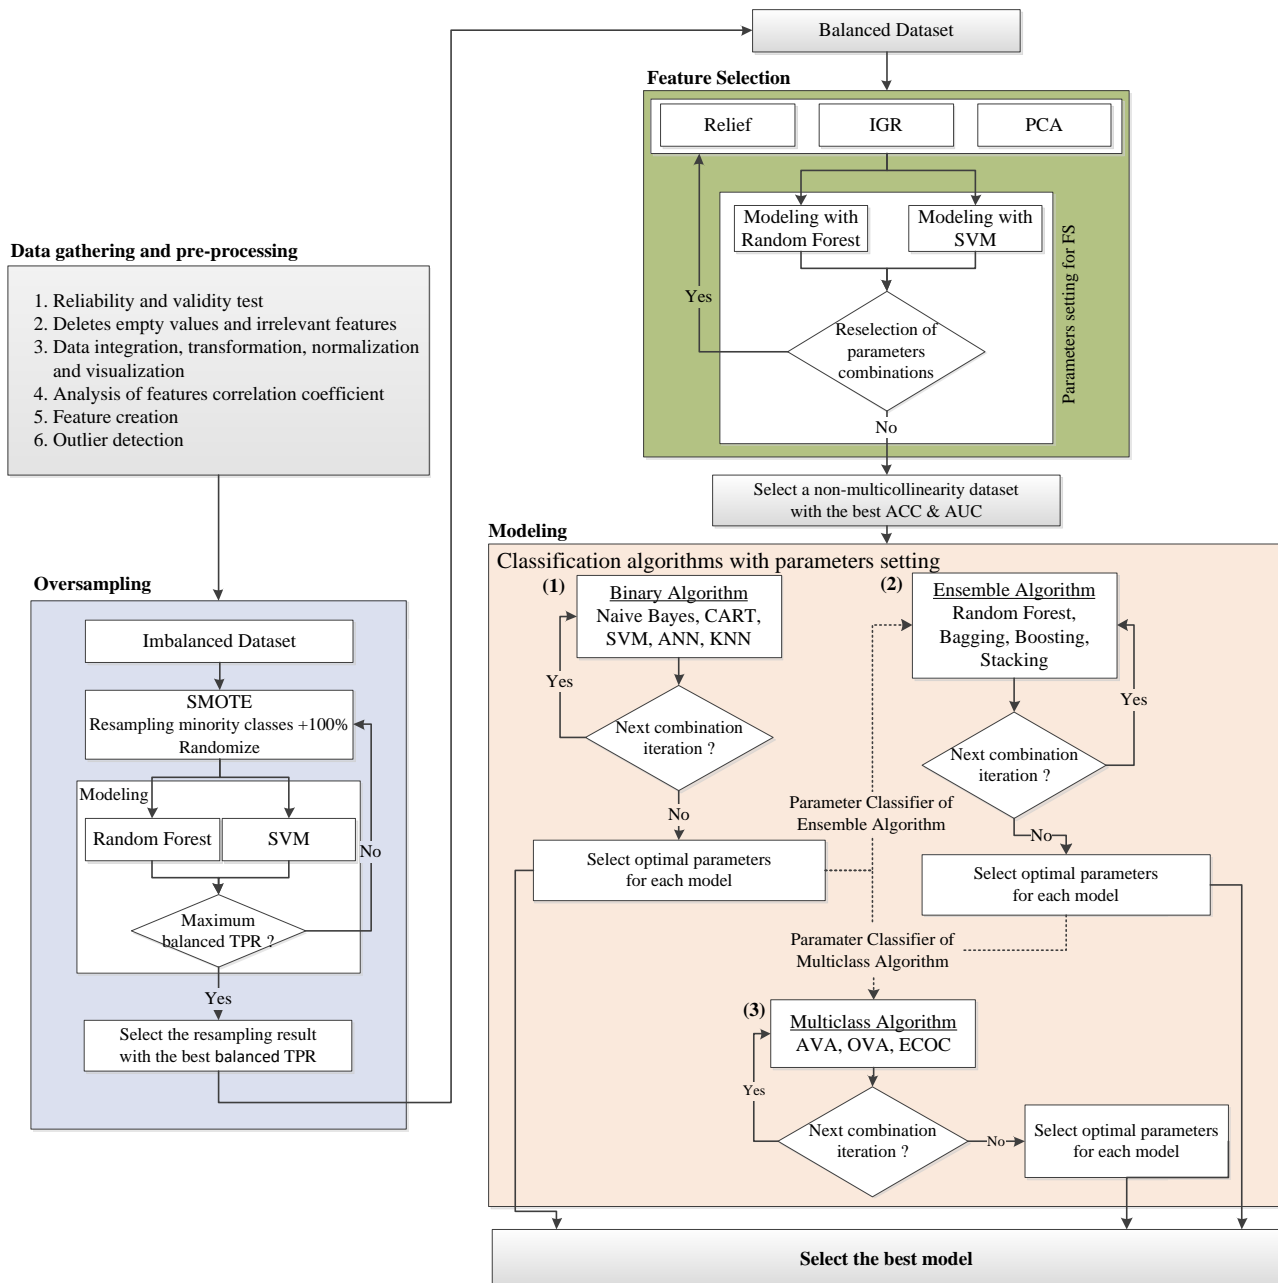 Data gathering and pre-processing
1. Reliability and validity test
2. Deletes empty values and irrelevant features
3. Data integration, transformation, normalization
and visualization
4. Analysis of features correlation coefficient
5. Feature creation
6. Outlier detection
Oversampling
Imbalanced Dataset
SMOTE
Resampling minority classes +100%
Randomize
Modeling
Random Forest
SVM
No
Maximum
balanced TPR ?
Yes
Select the resampling result
with the best balanced TPR
Balanced Dataset
Feature Selection
Relief
IGR
PCA
Modeling with
Random Forest
Modeling with
SVM
Parameters setting for FS
Yes
Reselection of
parameters
combinations
No
Select a non-multicollinearity dataset
with the best ACC & AUC
Modeling
Classification algorithms with parameters setting
(1)
Binary Algorithm
Naive Bayes, CART,
SVM, ANN, KNN
Yes
Next combination
iteration ?
No
Select optimal parameters
for each model
(2)
Ensemble Algorithm
Random Forest,
Bagging, Boosting,
Stacking
Yes
Next combination
iteration ?
No
Select optimal parameters
for each model
Parameter Classifier of
Ensemble Algorithm
Paramater Classifier of
Multiclass Algorithm
(3)
Multiclass Algorithm
AVA, OVA, ECOC
Yes
Next combination
iteration ?
No
Select optimal parameters
for each model
Select the best model